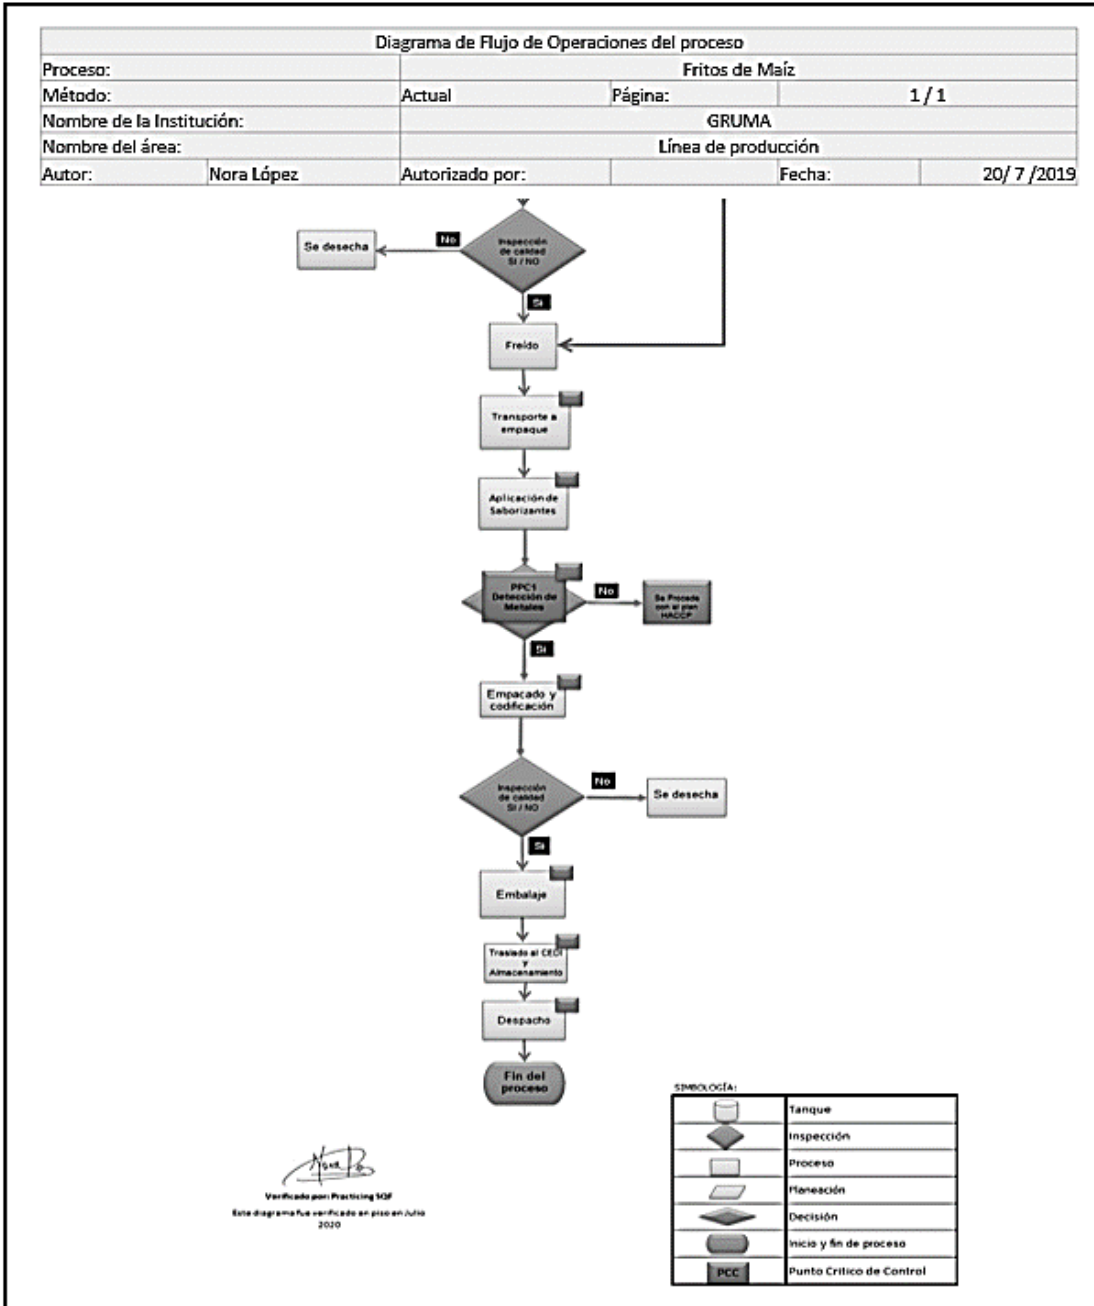 Diagrama de Flujo de Operaciones del proceso
Proceso: Fritos de Maíz
Método: Actual Página: 1 / 1
Nombre de la Institución: GRUMA
Nombre del área: Línea de producción
Autor: Nora López Autorizado por: Fecha: 20/ 7 /2019
Inspección
de calidad
SI / NO
No
Se desecha
Si
Freído
Transporte a
empaque
Aplicación de
Saborizantes
PPC1
Detección de
Metales
No
Se Procede
con el plan
HACCP
Si
Empacado y
codificación
Inspección
de calidad
SI / NO
No
Se desecha
Si
Embalaje
Traslado al CEDI
y
Almacenamiento
Despacho
Fin del
proceso
Verificado por: Practicing SQF
Este diagrama fue verificado en piso en Julio
2020
SIMBOLOGÍA:
Tanque
Inspección
Proceso
Planeación
Decisión
Inicio y fin de proceso
PCC Punto Crítico de Control